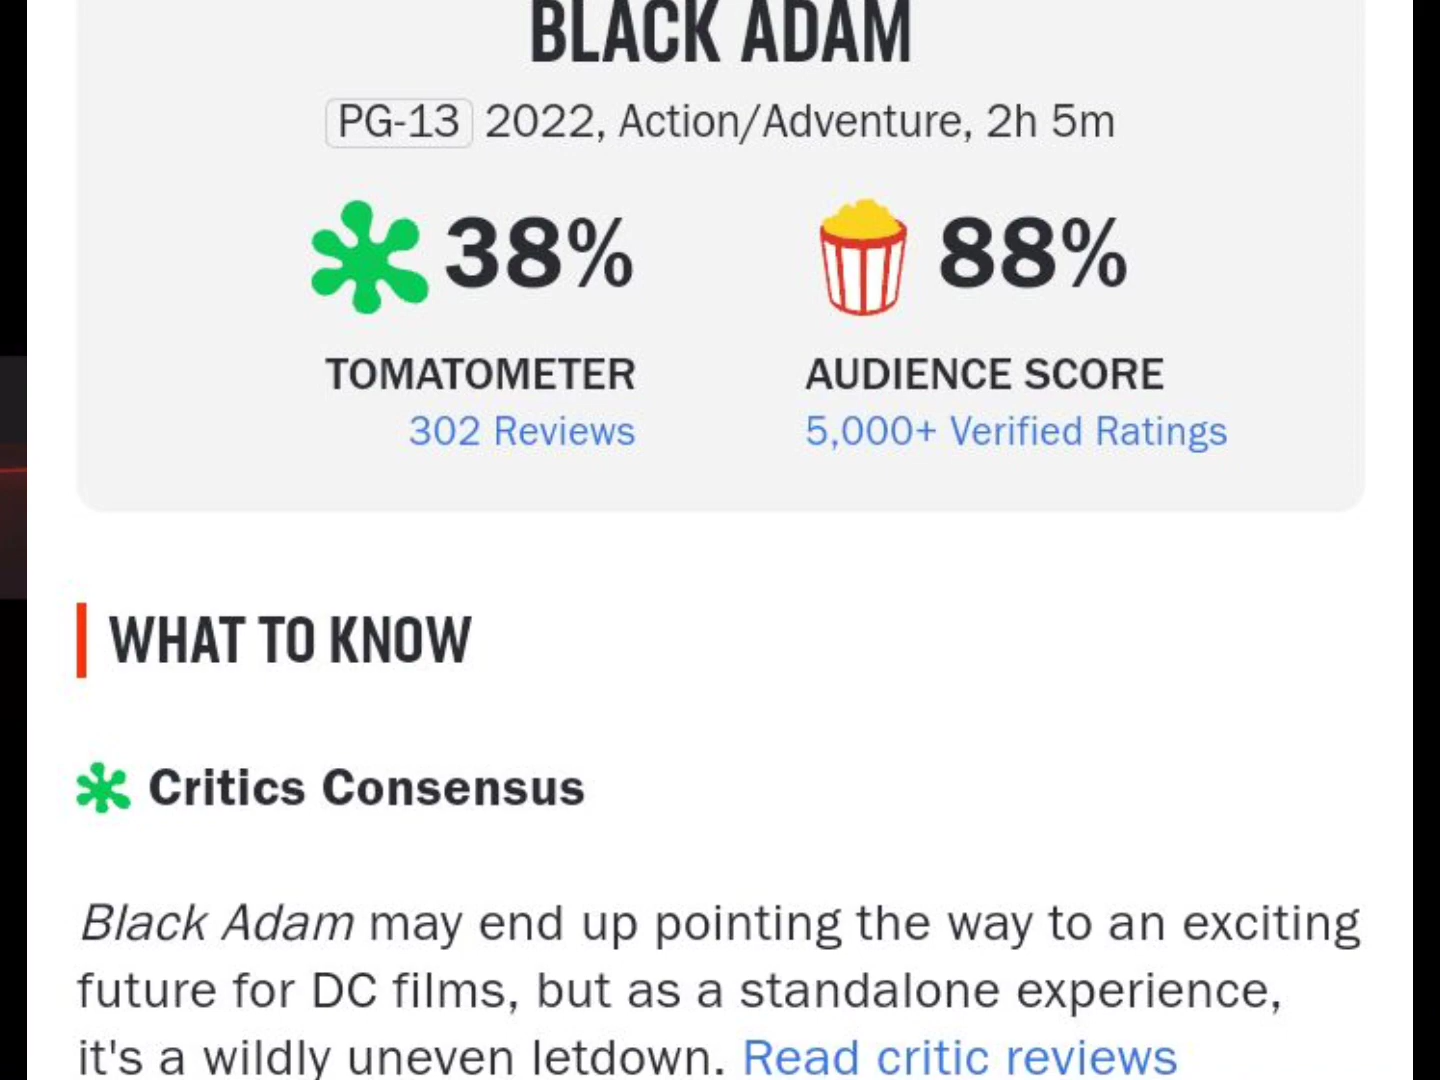 BLACK ADAM
PG-13 2022, Action/Adventure, 2h 5m
38% 88%
TOMATOMETER AUDIENCE SCORE
302 Reviews 5,000+ Verified Ratings
WHAT TO KNOW
Critics Consensus
Black Adam may end up pointing the way to an exciting
future for DC films, but as a standalone experience,
it's a wildly uneven letdown. Read critic reviews